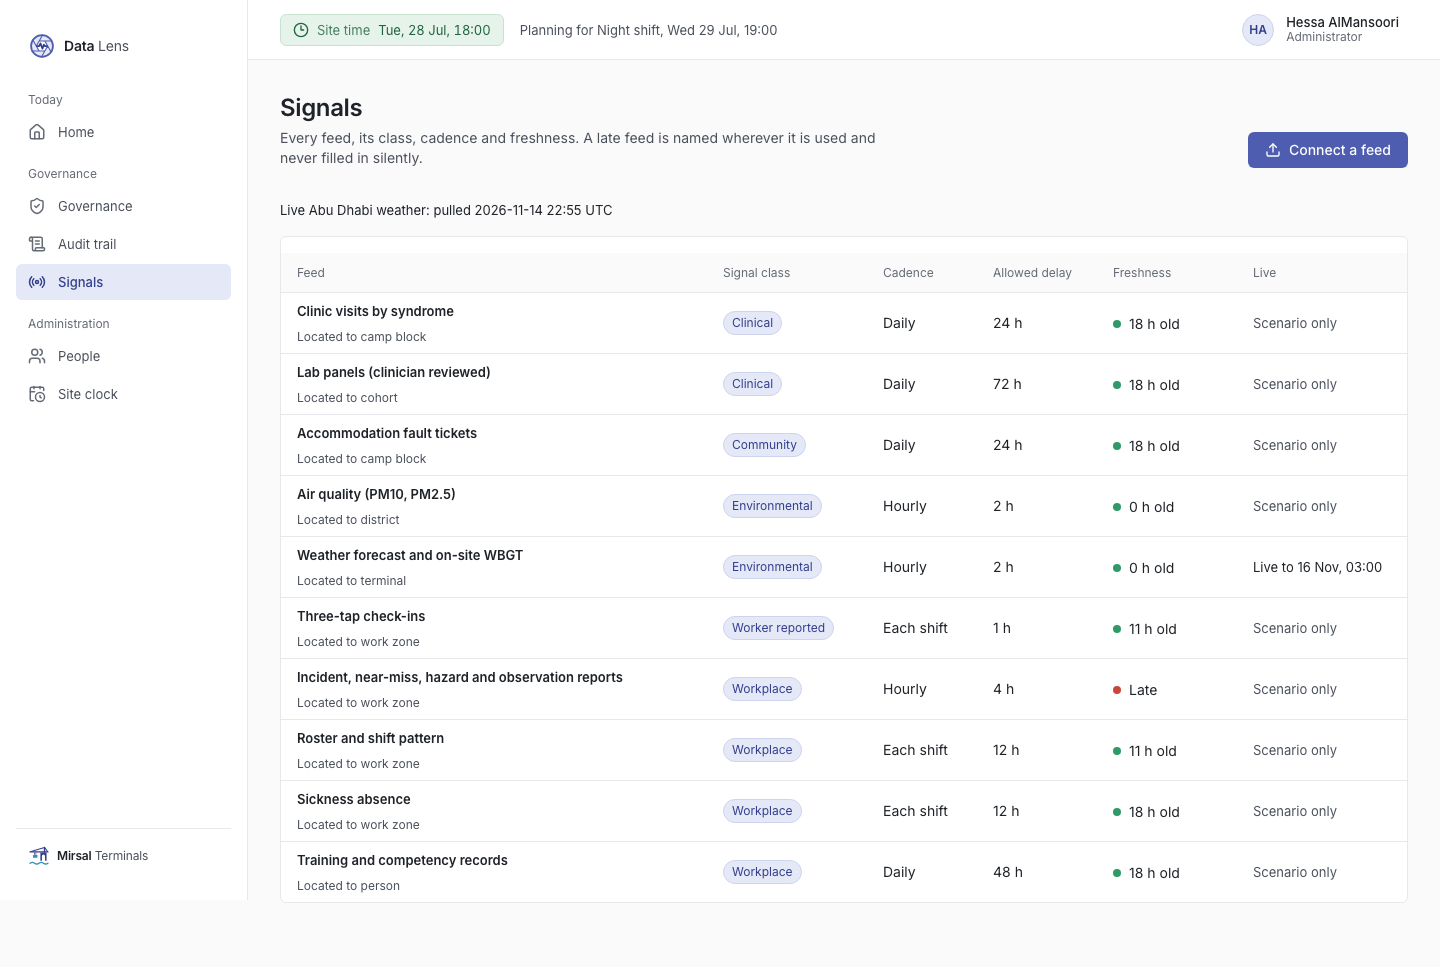 Data Lens
Today
Home
Governance
Governance
Audit trail
Signals
Administration
People
Site clock
Mirsal Terminals
Site time Tue, 28 Jul, 18:00
Planning for Night shift, Wed 29 Jul, 19:00
HA
Hessa AlMansoori
Administrator
Signals
Every feed, its class, cadence and freshness. A late feed is named wherever it is used and
never filled in silently.
Connect a feed
Live Abu Dhabi weather: pulled 2026-11-14 22:55 UTC
Feed Signal class Cadence Allowed delay Freshness Live
Clinic visits by syndrome
Located to camp block
Clinical Daily 24 h 18 h old Scenario only
Lab panels (clinician reviewed)
Located to cohort
Clinical Daily 72 h 18 h old Scenario only
Accommodation fault tickets
Located to camp block
Community Daily 24 h 18 h old Scenario only
Air quality (PM10, PM2.5)
Located to district
Environmental Hourly 2 h 0 h old Scenario only
Weather forecast and on-site WBGT
Located to terminal
Environmental Hourly 2 h 0 h old Live to 16 Nov, 03:00
Three-tap check-ins
Located to work zone
Worker reported Each shift 1 h 11 h old Scenario only
Incident, near-miss, hazard and observation reports
Located to work zone
Workplace Hourly 4 h Late Scenario only
Roster and shift pattern
Located to work zone
Workplace Each shift 12 h 11 h old Scenario only
Sickness absence
Located to work zone
Workplace Each shift 12 h 18 h old Scenario only
Training and competency records
Located to person
Workplace Daily 48 h 18 h old Scenario only